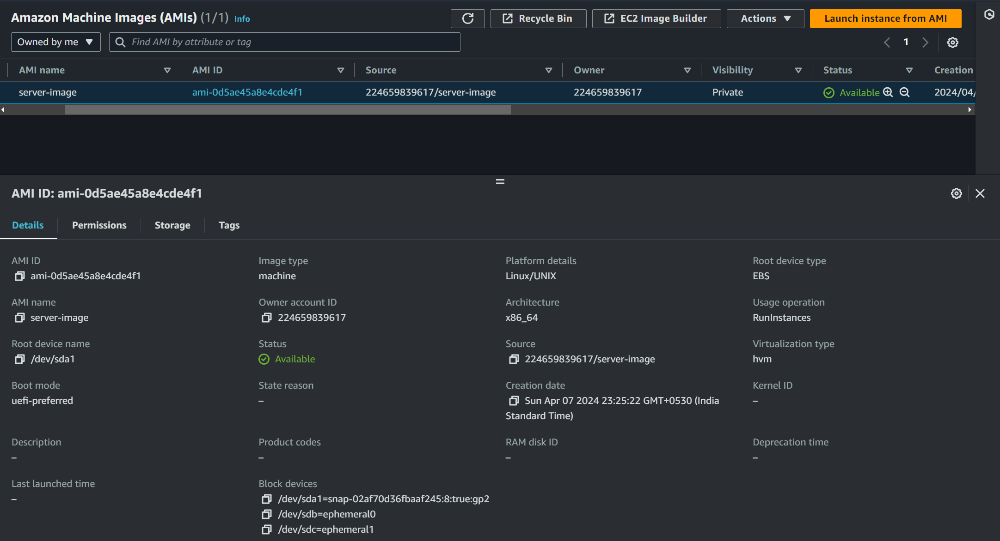 Amazon Machine Images (AMIs) (1/1) Info
Recycle Bin
EC2 Image Builder
Actions
Launch instance from AMI
Owned by me
Find AMI by attribute or tag
1
AMI name
AMI ID
Source
Owner
Visibility
Status
Creation
server-image
ami-0d5ae45a8e4cde4f1
224659839617/server-image
224659839617
Private
Available
2024/04/
AMI ID: ami-0d5ae45a8e4cde4f1
Details
Permissions
Storage
Tags
AMI ID
ami-0d5ae45a8e4cde4f1
Image type
machine
Platform details
Linux/UNIX
Root device type
EBS
AMI name
server-image
Owner account ID
224659839617
Architecture
x86_64
Usage operation
RunInstances
Root device name
/dev/sda1
Status
Available
Source
224659839617/server-image
Virtualization type
hvm
Boot mode
uefi-preferred
State reason
–
Creation date
Sun Apr 07 2024 23:25:22 GMT+0530 (India
Standard Time)
Kernel ID
–
Description
–
Product codes
–
RAM disk ID
–
Deprecation time
–
Last launched time
–
Block devices
/dev/sda1=snap-02af70d36fbaaf245:8:true:gp2
/dev/sdb=ephemeral0
/dev/sdc=ephemeral1